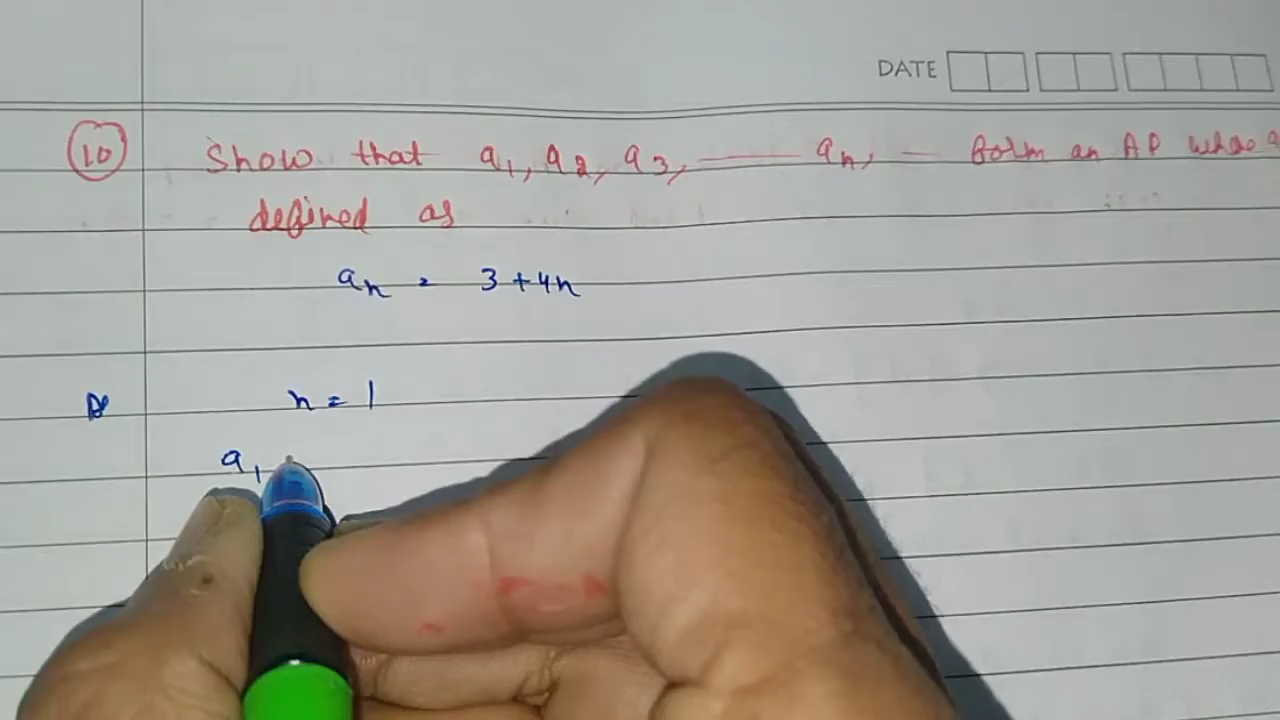 DATE
10 Show that a1, a2, a3, —— an, — form an AP where a
defined as
an = 3 + 4n
n = 1
a1